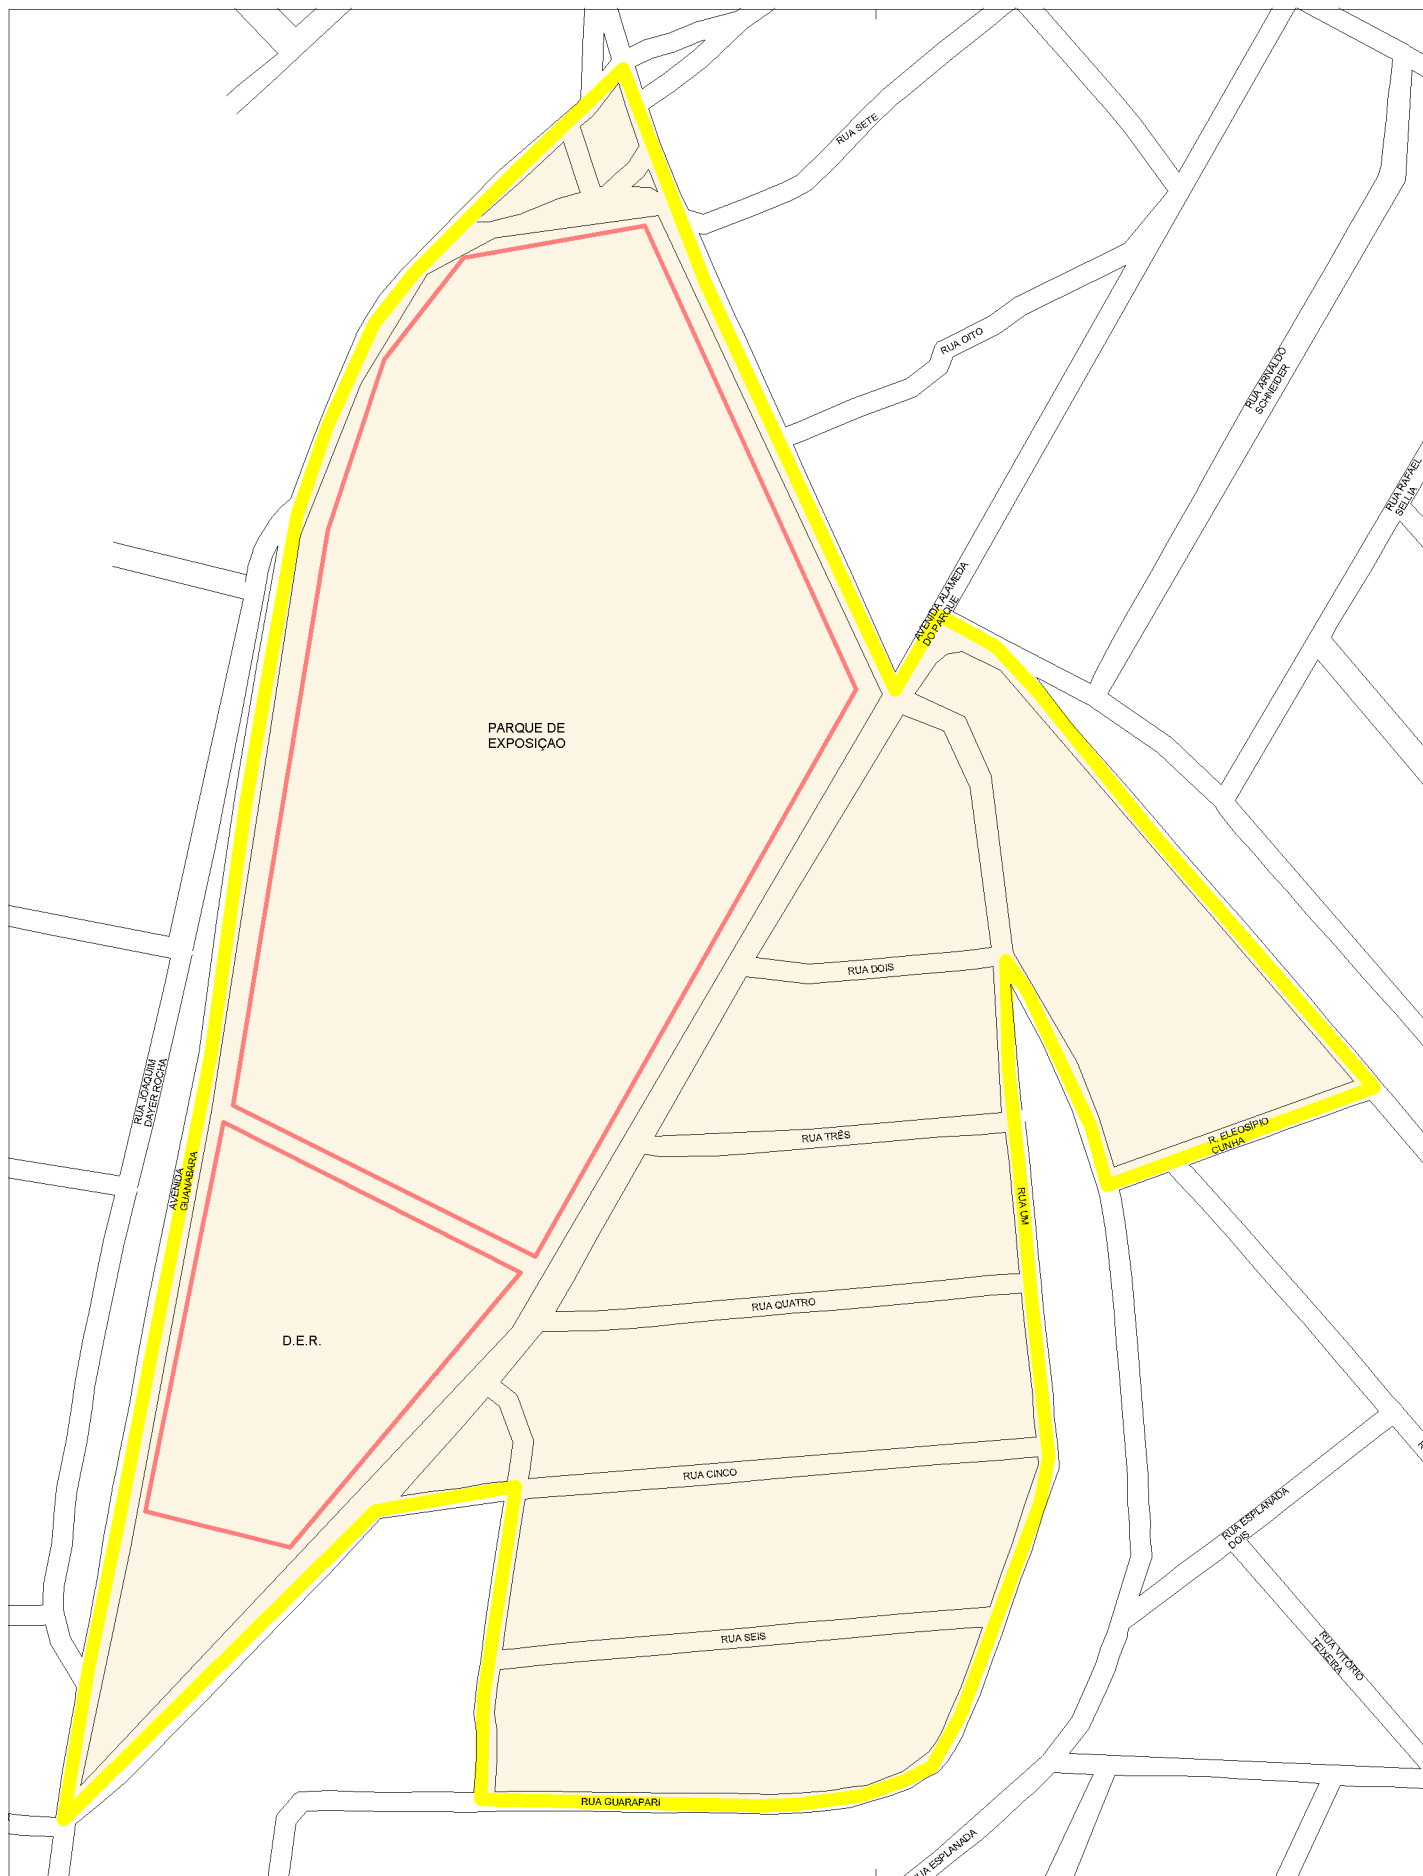 RUA SETE
RUA OITO
RUA ARNALDO
SCHNEIDER
RUA RAFAEL
SELLIA
AVENIDA ALAMEDA
DO PARQUE
PARQUE DE
EXPOSIÇAO
RUA DOIS
RUA JOAQUIM
DAYER ROCHA
RUA TRÊS
R. ELEOSÍPIO
CUNHA
AVENIDA
GUANABARA
RUA UM
RUA QUATRO
D.E.R.
RUA CINCO
RUA ESPLANADA
DOIS
RUA SEIS
RUA VITÓRIO
TEIXEIRA
RUA GUARAPARI
RUA ESPLANADA